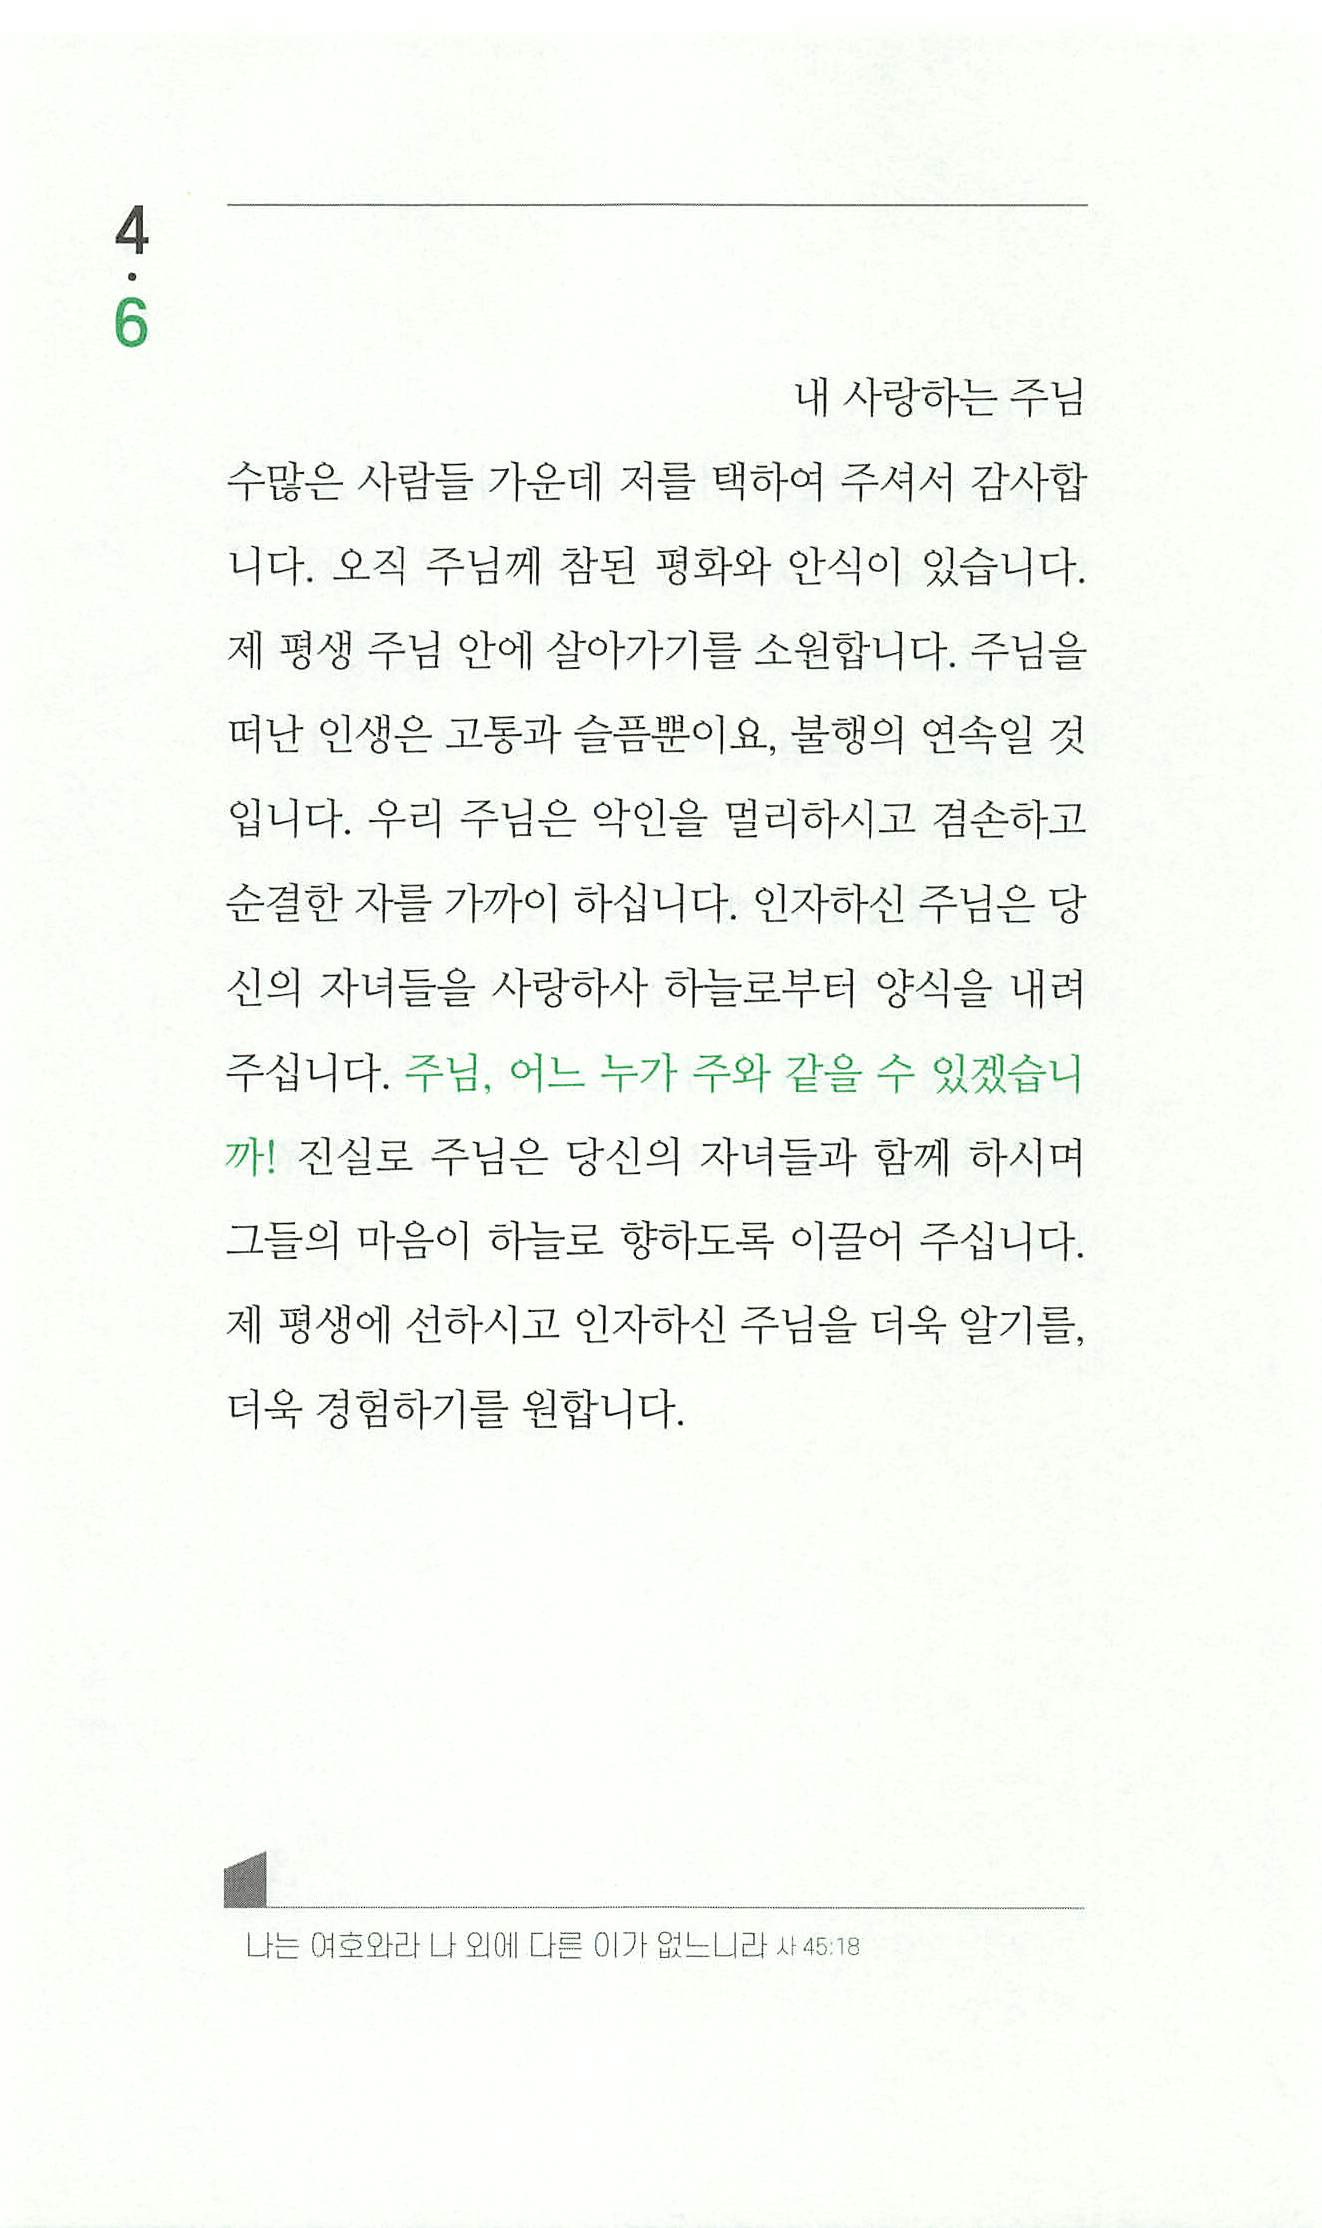 4
·
6
내 사랑하는 주님
수많은 사람들 가운데 저를 택하여 주셔서 감사합
니다. 오직 주님께 참된 평화와 안식이 있습니다.
제 평생 주님 안에 살아가기를 소원합니다. 주님을
떠난 인생은 고통과 슬픔뿐이요, 불행의 연속일 것
입니다. 우리 주님은 악인을 멀리하시고 겸손하고
순결한 자를 가까이 하십니다. 인자하신 주님은 당
신의 자녀들을 사랑하사 하늘로부터 양식을 내려
주십니다. 주님, 어느 누가 주와 같을 수 있겠습니
까! 진실로 주님은 당신의 자녀들과 함께 하시며
그들의 마음이 하늘로 향하도록 이끌어 주십니다.
제 평생에 선하시고 인자하신 주님을 더욱 알기를,
더욱 경험하기를 원합니다.
나는 여호와라 나 외에 다른 이가 없느니라 사 45:18